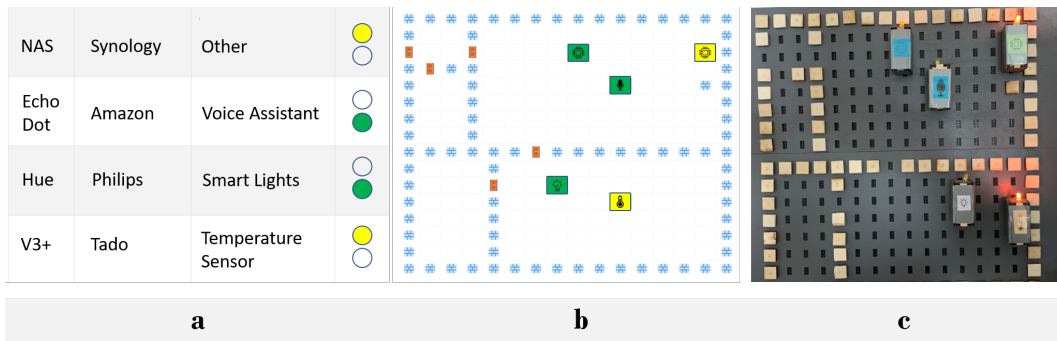 NAS Synology Other
Echo Dot Amazon Voice Assistant
Hue Philips Smart Lights
V3+ Tado Temperature Sensor
a b c